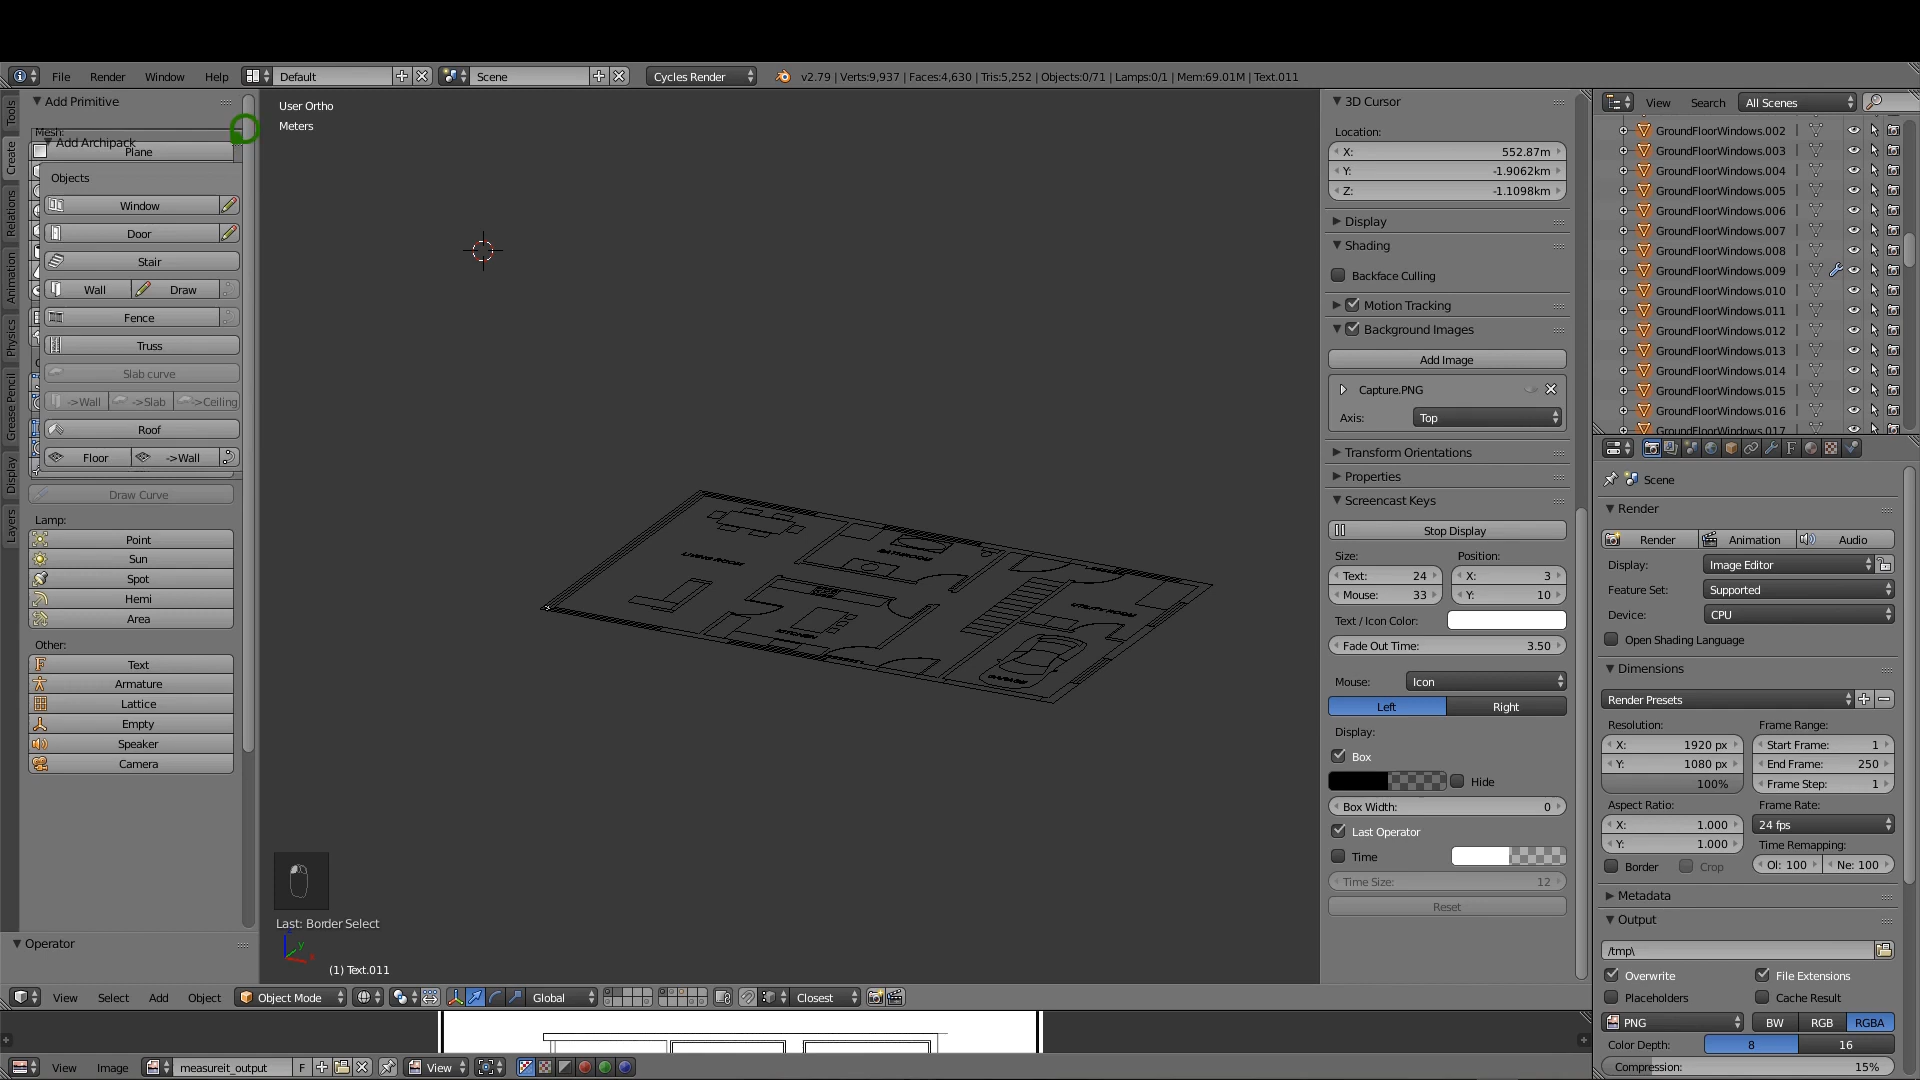 File Render Window Help Default Scene Cycles Render v2.79 | Verts:9,937 | Faces:4,630 | Tris:5,252 | Objects:0/71 | Lamps:0/1 | Mem:69.01M | Text.011
Tools
Create
Relations
Animation
Physics
Grease Pencil
Display
Layers
Add Primitive
Mesh:
Add Archipack
Plane
Objects
Window
Door
Stair
Wall Draw
Fence
Truss
Slab curve
->Wall ->Slab ->Ceiling
Roof
Floor ->Wall
Draw Curve
Lamp:
Point
Sun
Spot
Hemi
Area
Other:
Text
Armature
Lattice
Empty
Speaker
Camera
Operator
User Ortho
Meters
LIVING ROOM
BATHROOM
KITCHEN
UTILITY ROOM
GARAGE
Last: Border Select
y
(1) Text.011
View Select Add Object Object Mode Global Closest
View Image measureit_output F View
3D Cursor
Location:
X: 552.87m
Y: -1.9062km
Z: -1.1098km
Display
Shading
Backface Culling
Motion Tracking
Background Images
Add Image
Capture.PNG
Axis: Top
Transform Orientations
Properties
Screencast Keys
Stop Display
Size: Position:
Text: 24 X: 3
Mouse: 33 Y: 10
Text / Icon Color:
Fade Out Time: 3.50
Mouse: Icon
Left Right
Display:
Box
Hide
Box Width: 0
Last Operator
Time
Time Size: 12
Reset
View Search All Scenes
GroundFloorWindows.002
GroundFloorWindows.003
GroundFloorWindows.004
GroundFloorWindows.005
GroundFloorWindows.006
GroundFloorWindows.007
GroundFloorWindows.008
GroundFloorWindows.009
GroundFloorWindows.010
GroundFloorWindows.011
GroundFloorWindows.012
GroundFloorWindows.013
GroundFloorWindows.014
GroundFloorWindows.015
GroundFloorWindows.016
GroundFloorWindows.017
Scene
Render
Render Animation Audio
Display: Image Editor
Feature Set: Supported
Device: CPU
Open Shading Language
Dimensions
Render Presets
Resolution: Frame Range:
X: 1920 px Start Frame: 1
Y: 1080 px End Frame: 250
100% Frame Step: 1
Aspect Ratio: Frame Rate:
X: 1.000 24 fps
Y: 1.000 Time Remapping:
Border Crop Ol: 100 Ne: 100
Metadata
Output
/tmp\
Overwrite File Extensions
Placeholders Cache Result
PNG BW RGB RGBA
Color Depth: 8 16
Compression: 15%